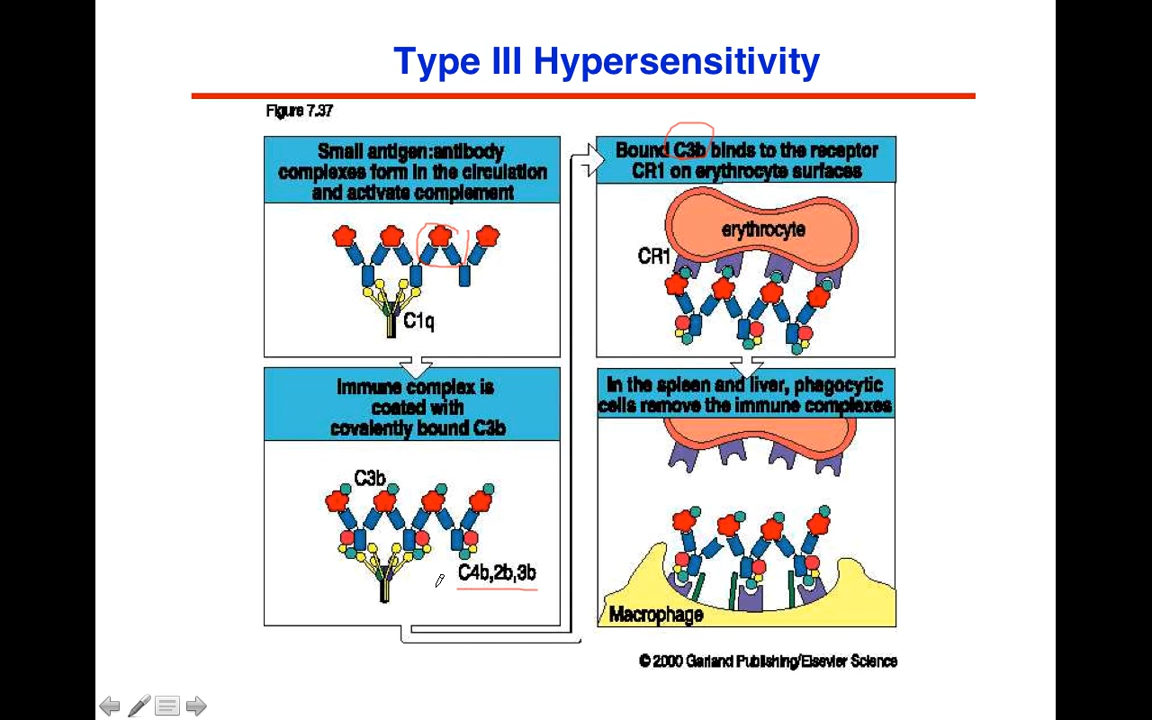 Type III Hypersensitivity
Figure 7.37
Small antigen:antibody
complexes form in the circulation
and activate complement
C1q
Immune complex is
coated with
covalently bound C3b
C3b
C4b,2b,3b
Bound C3b binds to the receptor
CR1 on erythrocyte surfaces
erythrocyte
CR1
In the spleen and liver, phagocytic
cells remove the immune complexes
Macrophage
© 2000 Garland Publishing/Elsevier Science